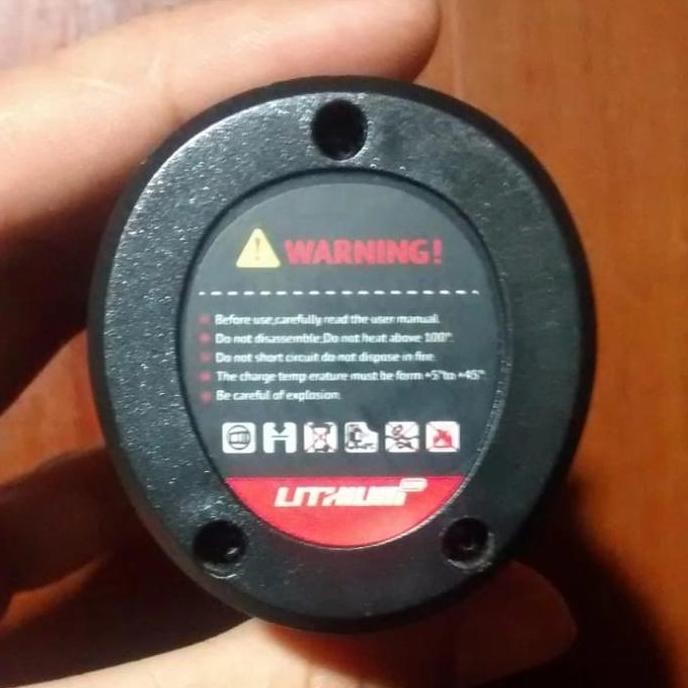 WARNING!
Before use,carefully read the user manual.
Do not disassemble,Do not heat above 100°.
Do not short circuit do not dispose in fire.
The charge temp erature must be form +5°to +45°
Be careful of explosion.
LITHIUM